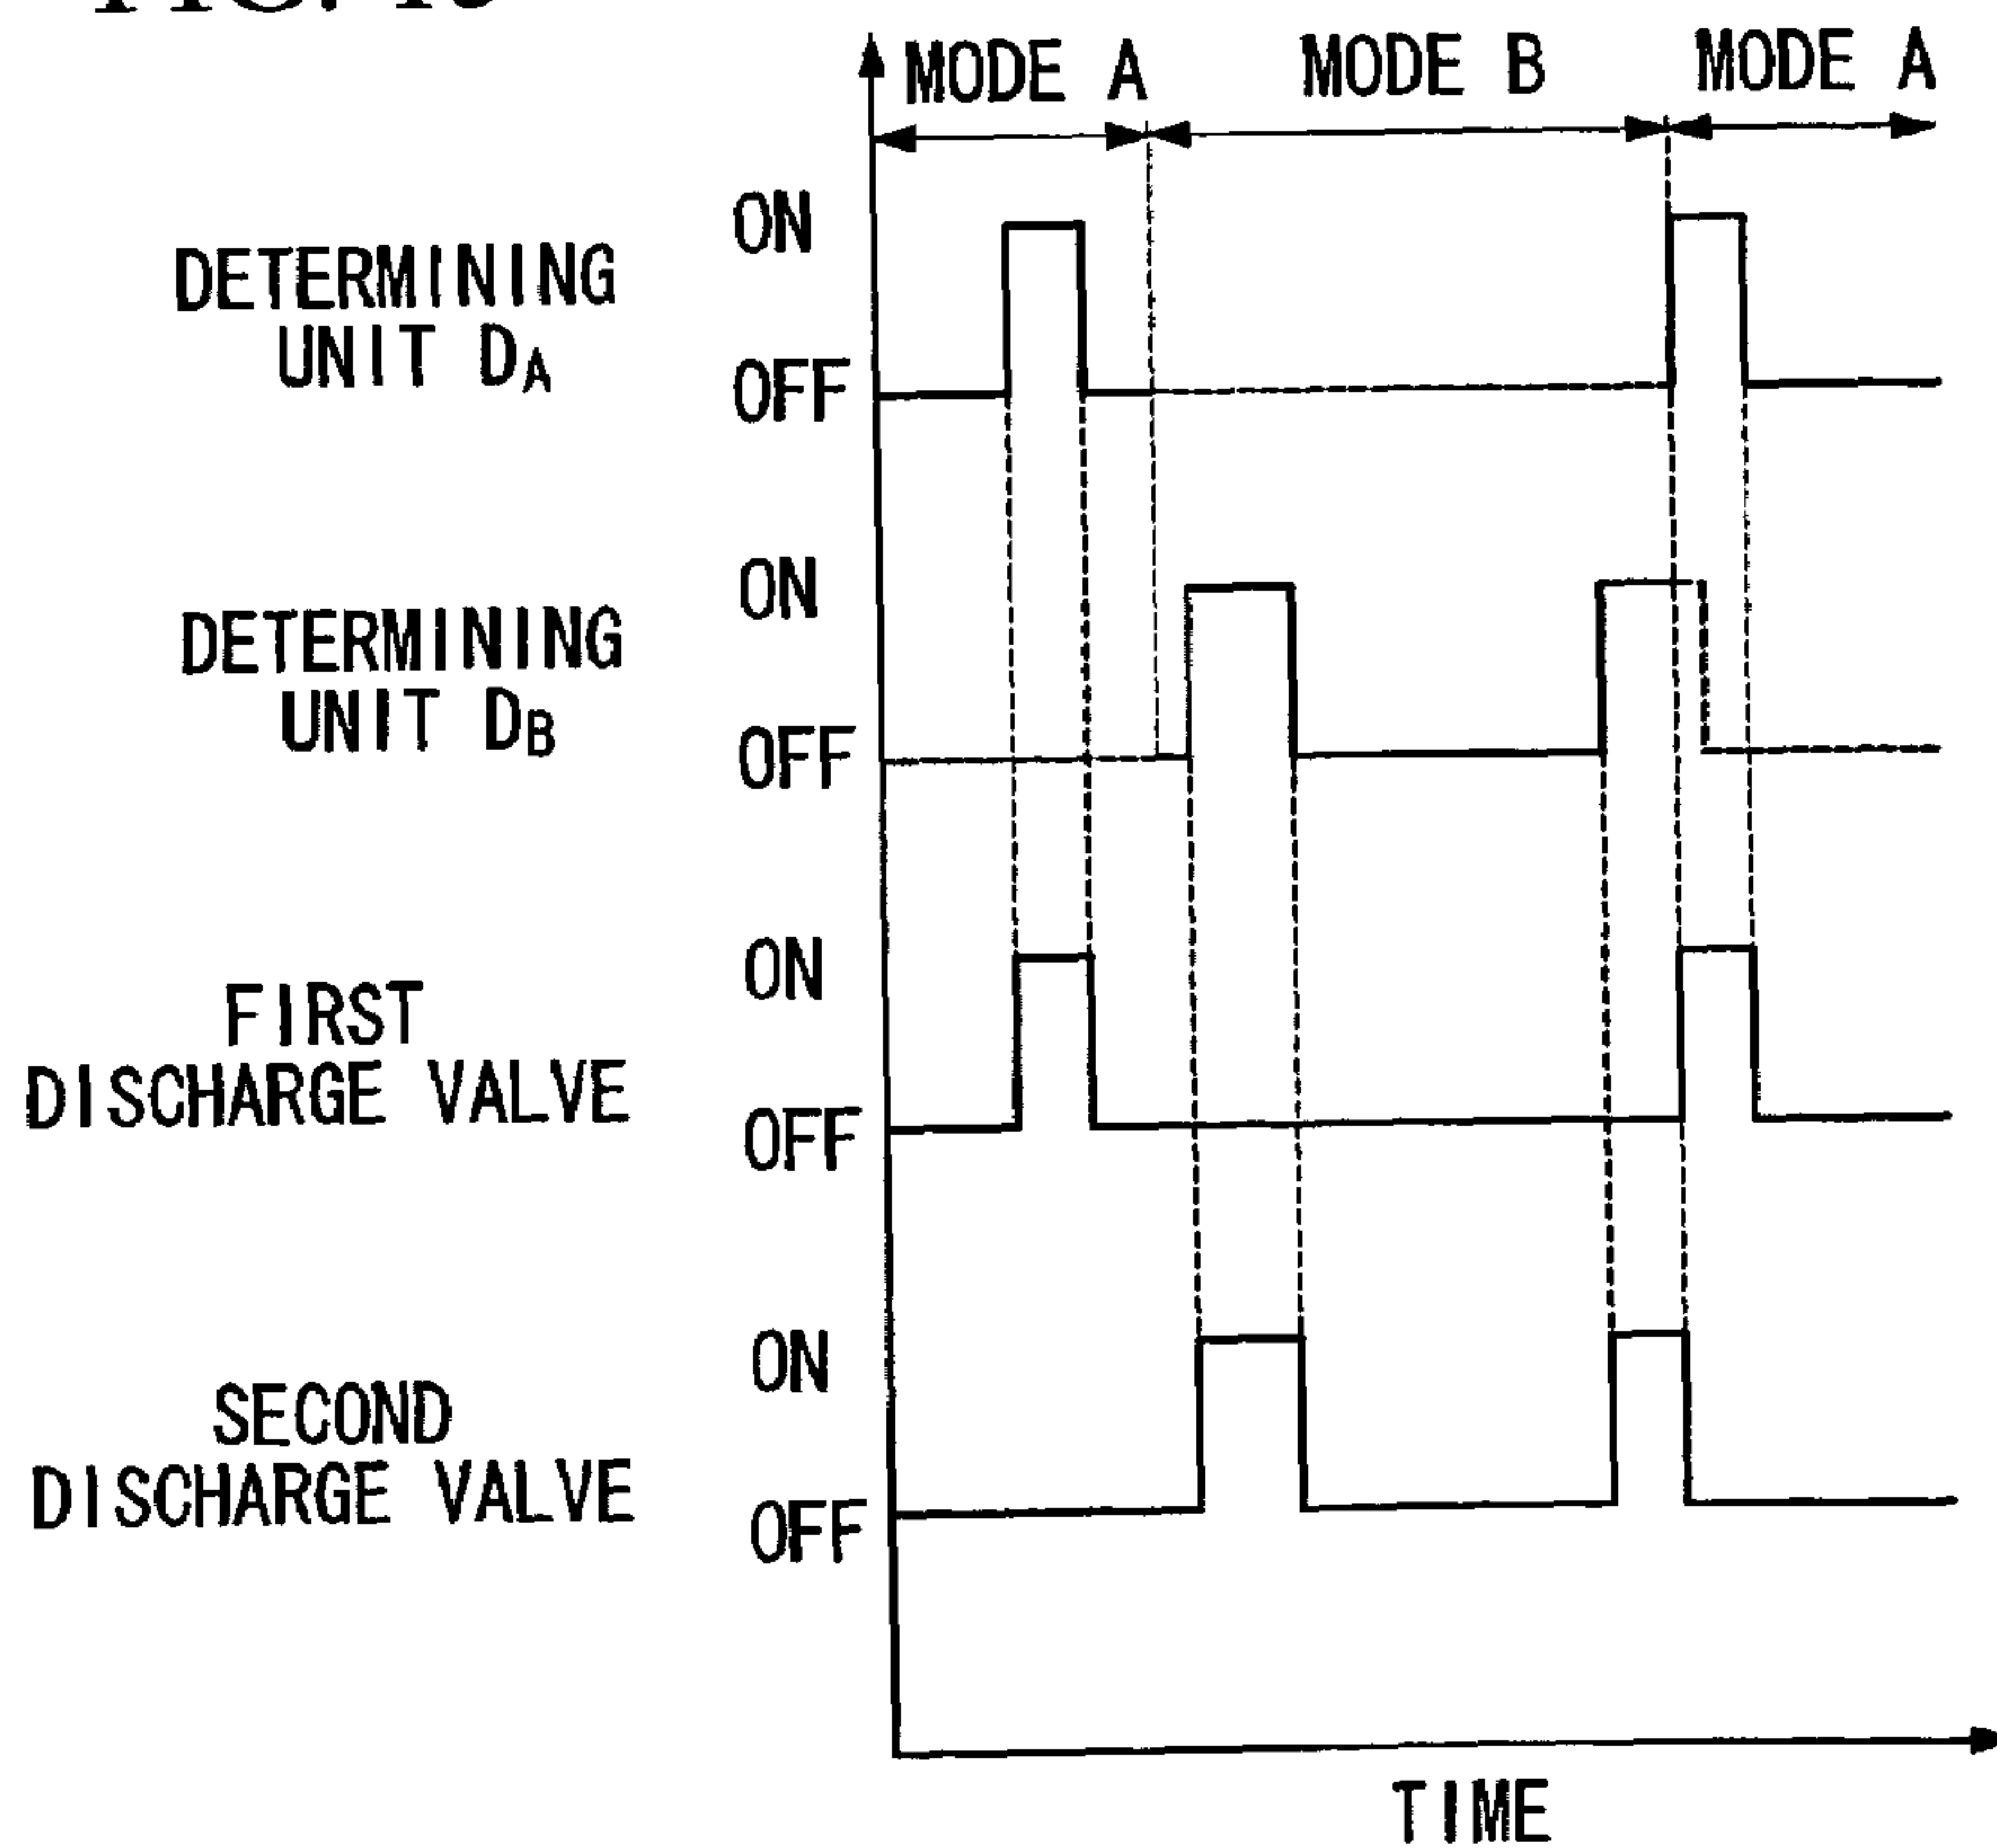 MODE A MODE B MODE A
DETERMINING
UNIT DA
ON
OFF
DETERMINING
UNIT DB
ON
OFF
FIRST
DISCHARGE VALVE
ON
OFF
SECOND
DISCHARGE VALVE
ON
OFF
TIME